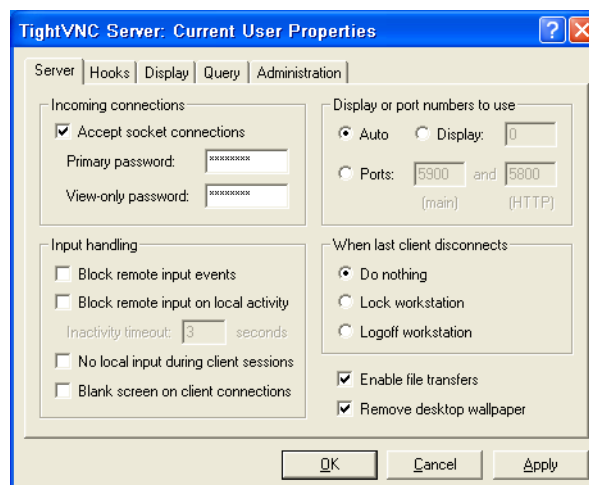 TightVNC Server: Current User Properties
Server Hooks Display Query Administration
Incoming connections
Accept socket connections
Primary password: ********
View-only password: ********
Display or port numbers to use
Auto Display: 0
Ports: 5900 and 5800
(main) (HTTP)
Input handling
Block remote input events
Block remote input on local activity
Inactivity timeout: 3 seconds
No local input during client sessions
Blank screen on client connections
When last client disconnects
Do nothing
Lock workstation
Logoff workstation
Enable file transfers
Remove desktop wallpaper
OK Cancel Apply